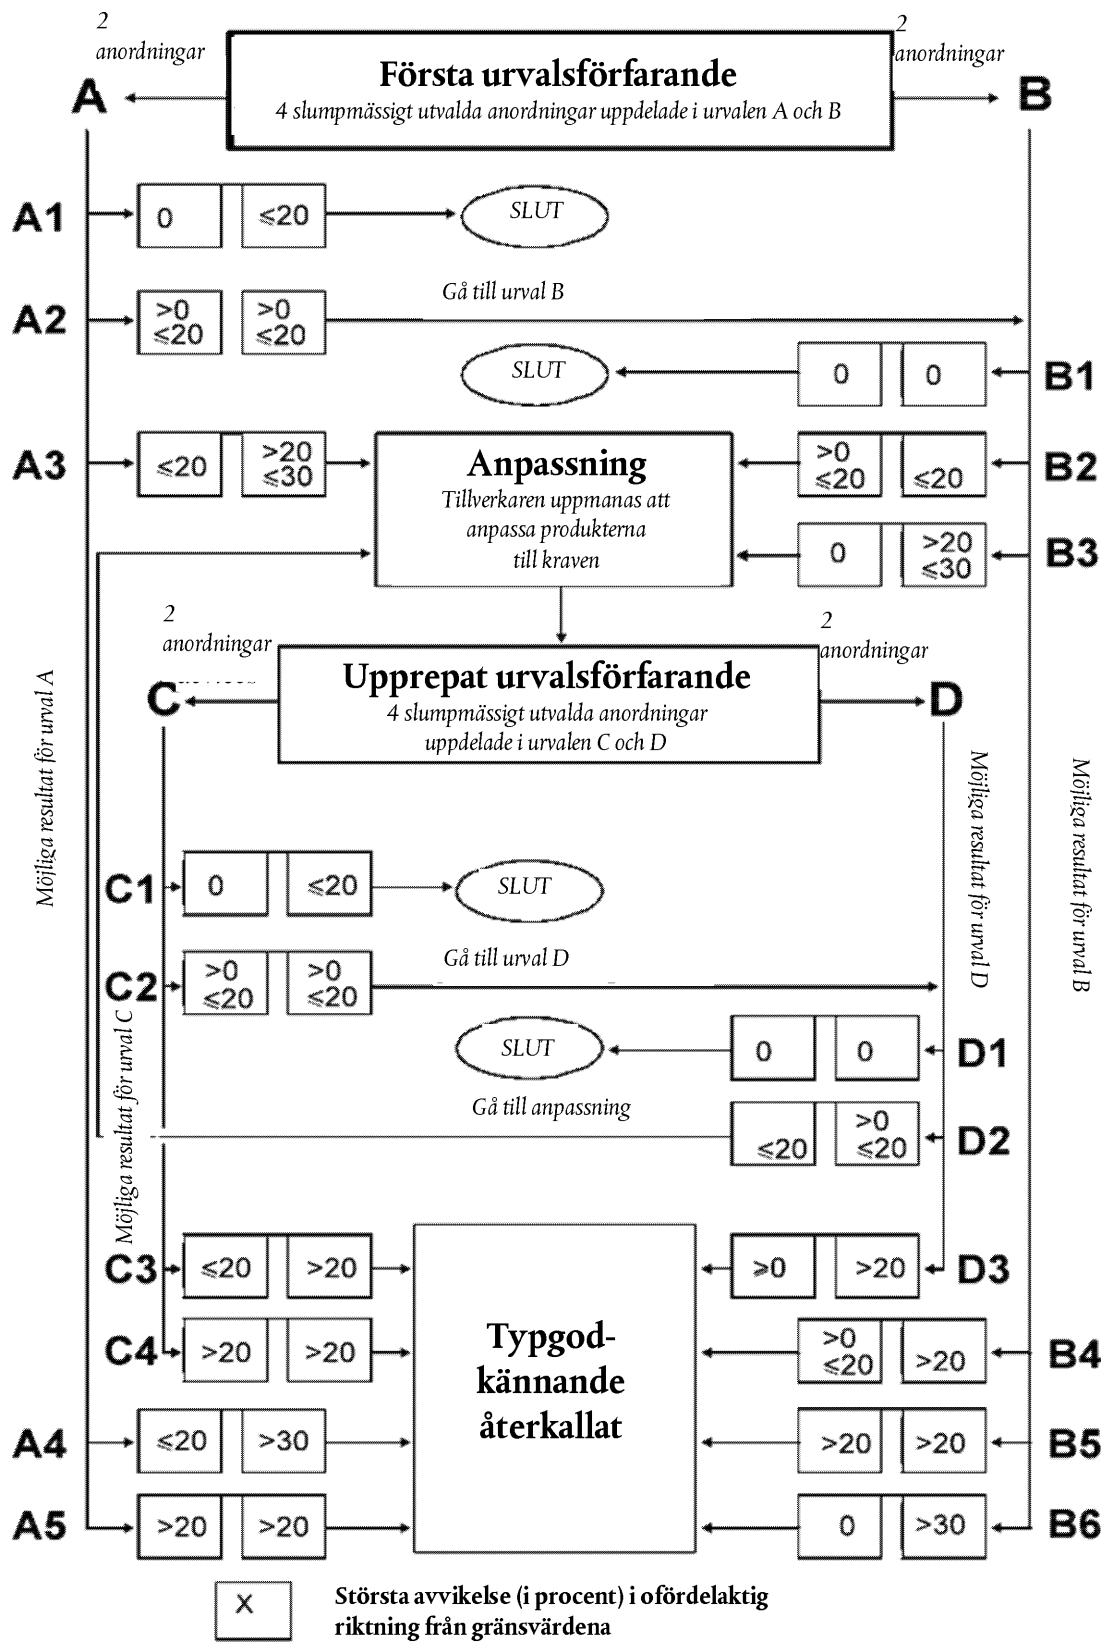 2
anordningar
2
anordningar
Första urvalsförfarande
4 slumpmässigt utvalda anordningar uppdelade i urvalen A och B
A
B
A1
0
≤20
SLUT
A2
>0
≤20
>0
≤20
Gå till urval B
SLUT
0
0
B1
A3
≤20
>20
≤30
Anpassning
Tillverkaren uppmanas att
anpassa produkterna
till kraven
>0
≤20
≤20
B2
0
>20
≤30
B3
2
anordningar
2
anordningar
Upprepat urvalsförfarande
4 slumpmässigt utvalda anordningar
uppdelade i urvalen C och D
C
D
Möjliga resultat för urval A
Möjliga resultat för urval D
Möjliga resultat för urval B
C1
0
≤20
SLUT
C2
>0
≤20
>0
≤20
Gå till urval D
Möjliga resultat för urval C
SLUT
0
0
D1
Gå till anpassning
≤20
>0
≤20
D2
C3
≤20
>20
≥0
>20
D3
Typgod-
kännande
återkallat
C4
>20
>20
>0
≤20
>20
B4
A4
≤20
>30
>20
>20
B5
A5
>20
>20
0
>30
B6
X
Största avvikelse (i procent) i ofördelaktig
riktning från gränsvärdena